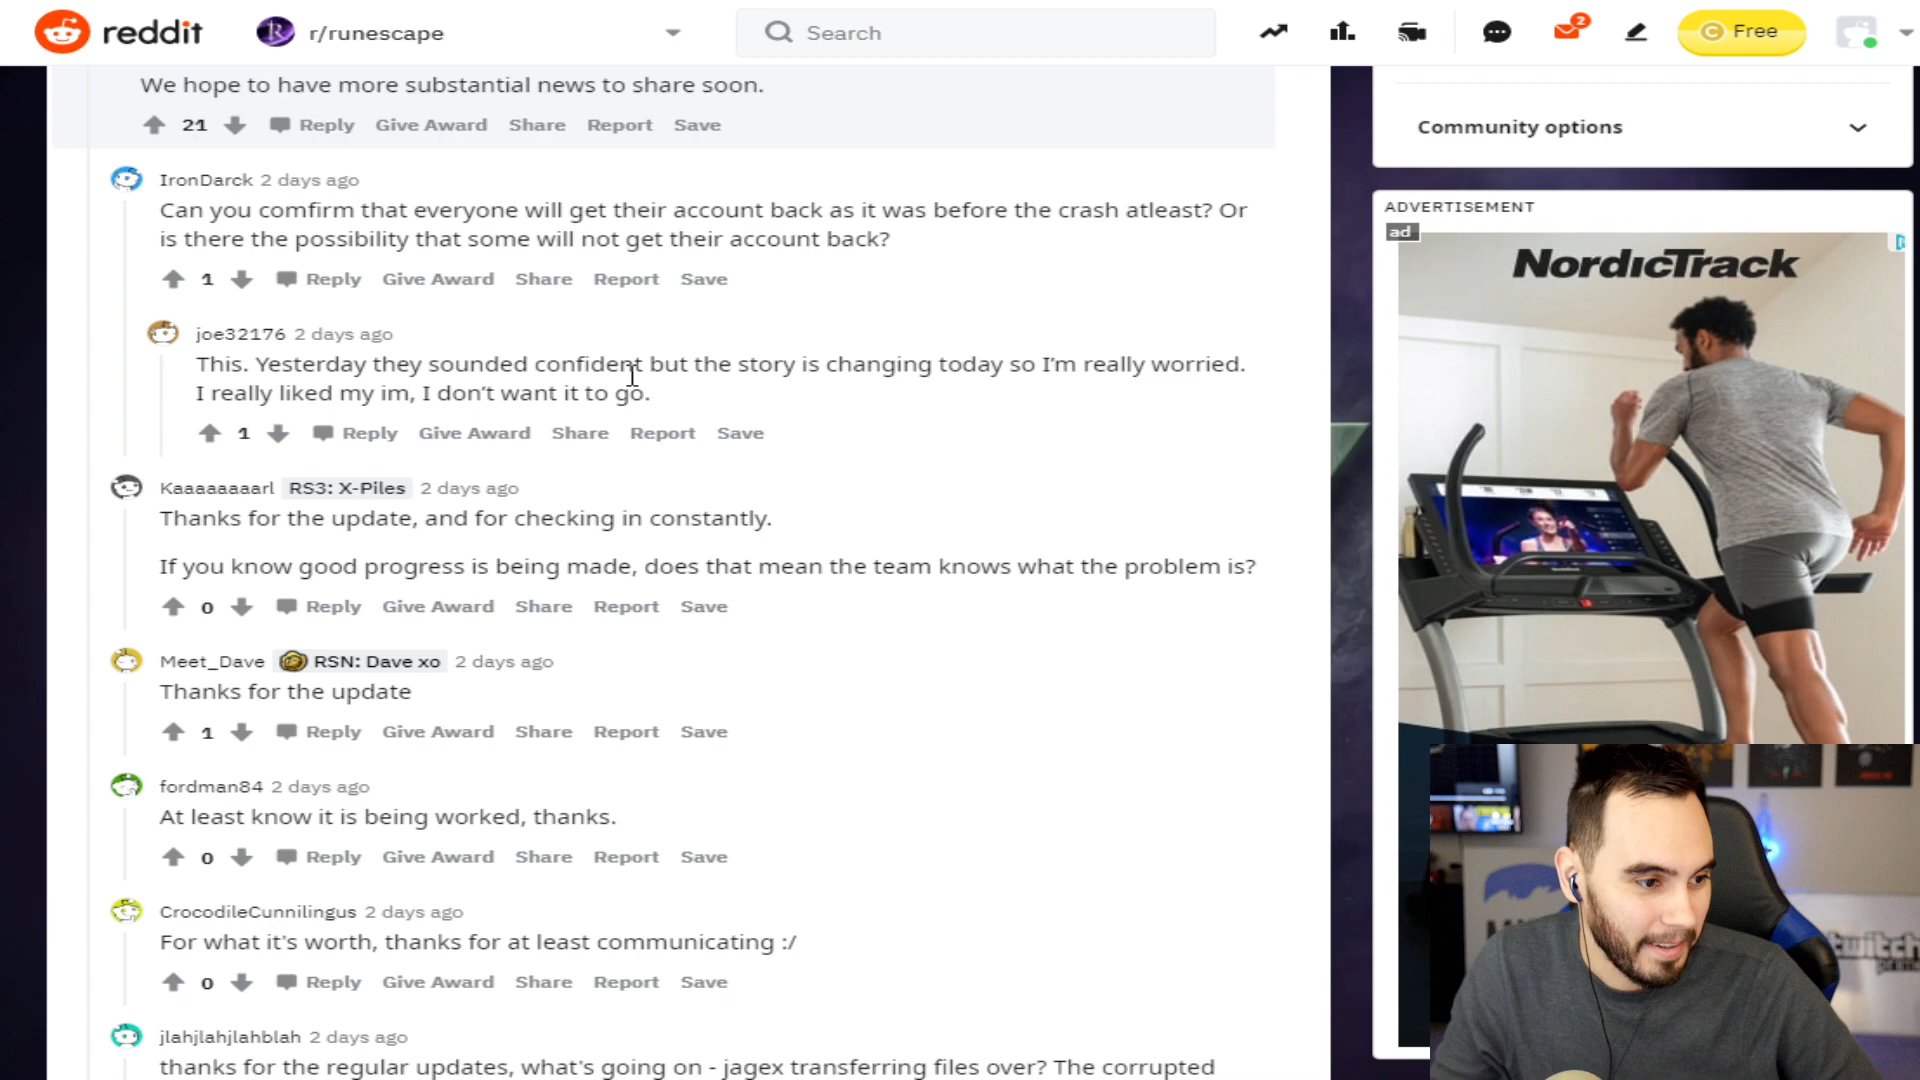 reddit
r/runescape
Search
2
Free
We hope to have more substantial news to share soon.
21 Reply Give Award Share Report Save
IronDarck 2 days ago
Can you comfirm that everyone will get their account back as it was before the crash atleast? Or
is there the possibility that some will not get their account back?
1 Reply Give Award Share Report Save
joe32176 2 days ago
This. Yesterday they sounded confident but the story is changing today so I'm really worried.
I really liked my im, I don't want it to go.
1 Reply Give Award Share Report Save
Kaaaaaaarl RS3: X-Piles 2 days ago
Thanks for the update, and for checking in constantly.
If you know good progress is being made, does that mean the team knows what the problem is?
0 Reply Give Award Share Report Save
Meet_Dave RSN: Dave xo 2 days ago
Thanks for the update
1 Reply Give Award Share Report Save
fordman84 2 days ago
At least know it is being worked, thanks.
0 Reply Give Award Share Report Save
CrocodileCunnilingus 2 days ago
For what it's worth, thanks for at least communicating :/
0 Reply Give Award Share Report Save
jlahjlahjlahblah 2 days ago
thanks for the regular updates, what's going on - jagex transferring files over? The corrupted
Community options
ADVERTISEMENT
ad
NordicTrack
twitch
prime